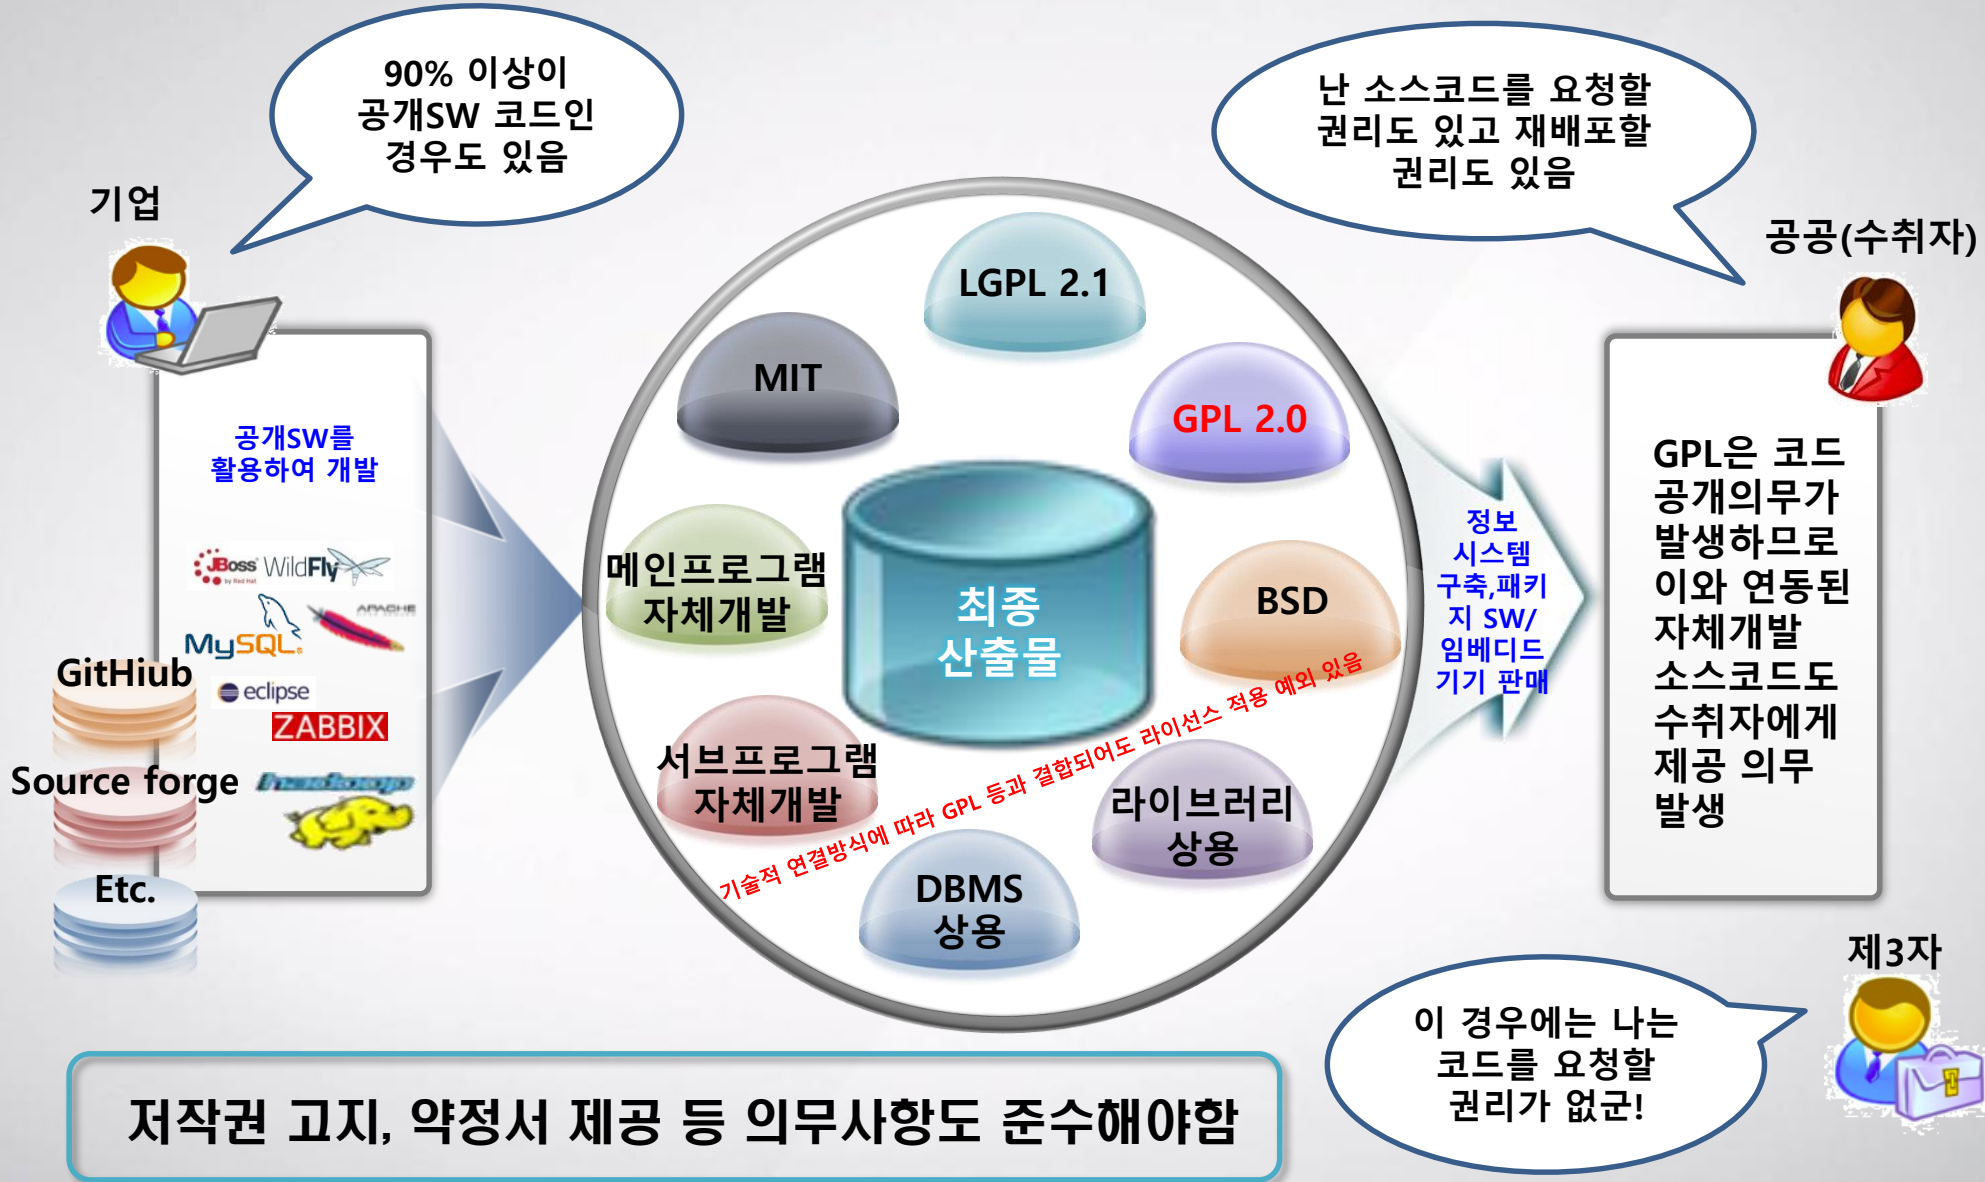 90% 이상이
공개SW 코드인
경우도 있음
난 소스코드를 요청할
권리도 있고 재배포할
권리도 있음
기업
공공(수취자)
공개SW를
활용하여 개발
JBoss WildFly
by Red Hat
APACHE
MySQL
eclipse
ZABBIX
hadoop
GitHiub
Source forge
Etc.
LGPL 2.1
MIT
GPL 2.0
메인프로그램
자체개발
최종
산출물
BSD
서브프로그램
자체개발
라이브러리
상용
DBMS
상용
기술적 연결방식에 따라 GPL 등과 결합되어도 라이선스 적용 예외 있음
정보
시스템
구축,패키
지 SW/
임베디드
기기 판매
GPL은 코드
공개의무가
발생하므로
이와 연동된
자체개발
소스코드도
수취자에게
제공 의무
발생
제3자
이 경우에는 나는
코드를 요청할
권리가 없군!
저작권 고지, 약정서 제공 등 의무사항도 준수해야함